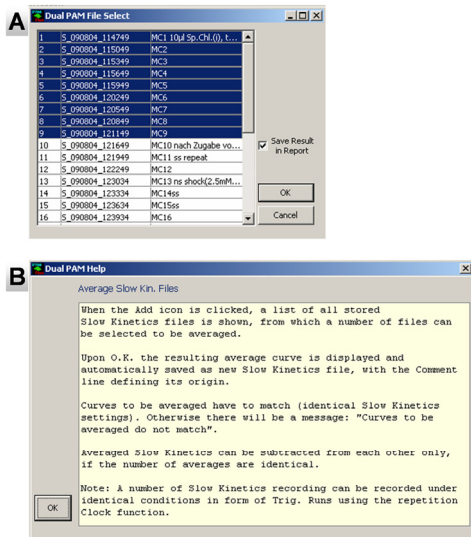 A
Dual PAM File Select
1 S_090804_114749 MC1 10µl Sp.Chl.(i), t...
2 S_090804_115049 MC2
3 S_090804_115349 MC3
4 S_090804_115649 MC4
5 S_090804_115949 MC5
6 S_090804_120249 MC6
7 S_090804_120549 MC7
8 S_090804_120849 MC8
9 S_090804_121149 MC9
10 S_090804_121649 MC10 nach Zugabe vo...
11 S_090804_121949 MC11 ss repeat
12 S_090804_122249 MC12
13 S_090804_123034 MC13 ns shock(2.5mM...
14 S_090804_123334 MC14ss
15 S_090804_123634 MC15ss
16 S_090804_123934 MC16
Save Result
in Report
OK
Cancel
B
Dual PAM Help
Average Slow Kin. Files
When the Add icon is clicked, a list of all stored
Slow Kinetics files is shown, from which a number of files can
be selected to be averaged.
Upon O.K. the resulting average curve is displayed and
automatically saved as new Slow Kinetics file, with the Comment
line defining its origin.
Curves to be averaged have to match (identical Slow Kinetics
settings). Otherwise there will be a message: "Curves to be
averaged do not match".
Averaged Slow Kinetics can be subtracted from each other only,
if the number of averages are identical.
Note: A number of Slow Kinetics recording can be recorded under
identical conditions in form of Trig. Runs using the repetition
Clock function.
OK